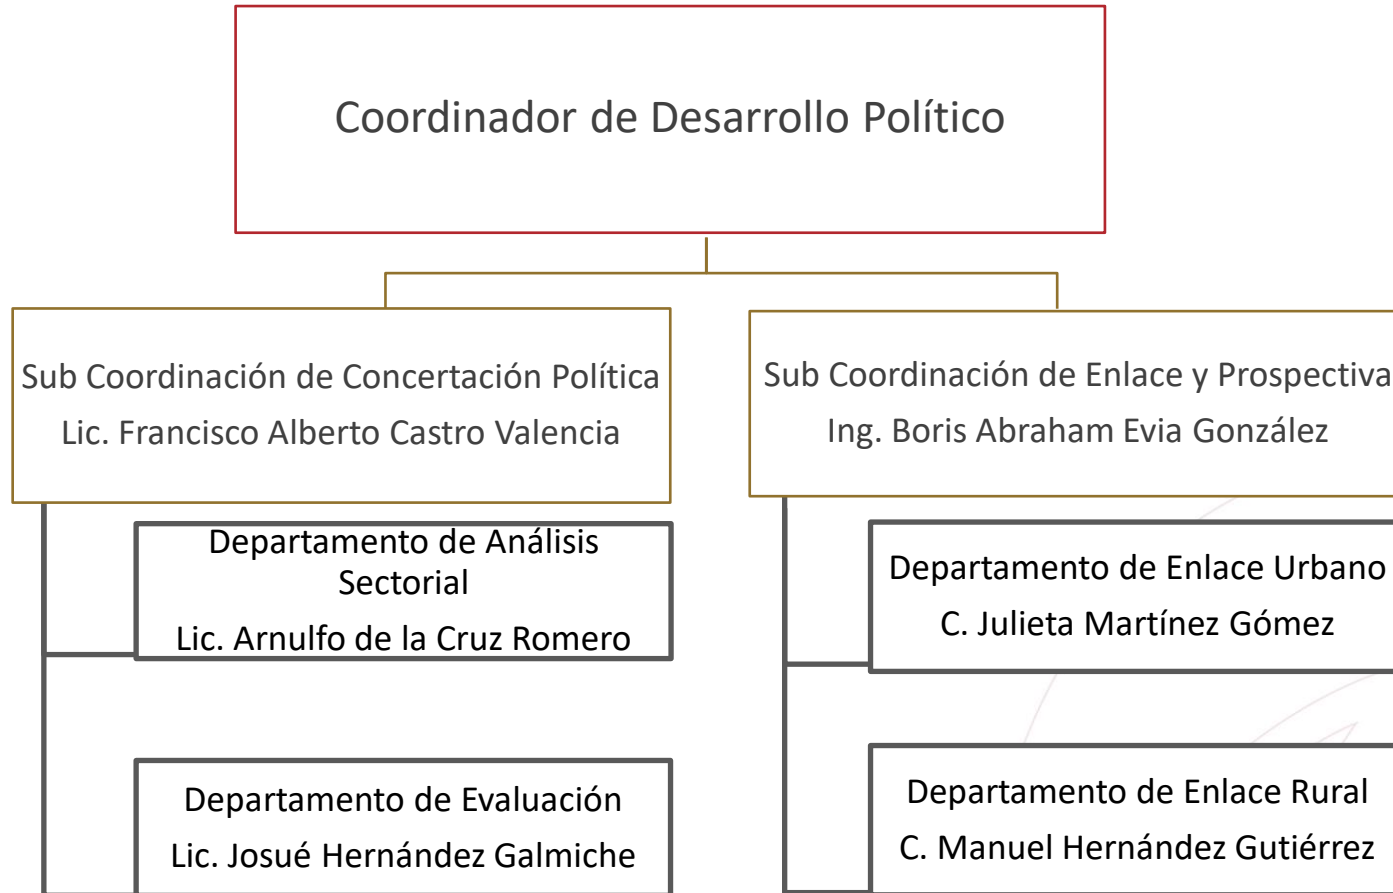 Coordinador de Desarrollo Político
Sub Coordinación de Concertación Política
Lic. Francisco Alberto Castro Valencia
Departamento de Análisis
Sectorial
Lic. Arnulfo de la Cruz Romero
Departamento de Evaluación
Lic. Josué Hernández Galmiche
Sub Coordinación de Enlace y Prospectiva
Ing. Boris Abraham Evia González
Departamento de Enlace Urbano
C. Julieta Martínez Gómez
Departamento de Enlace Rural
C. Manuel Hernández Gutiérrez